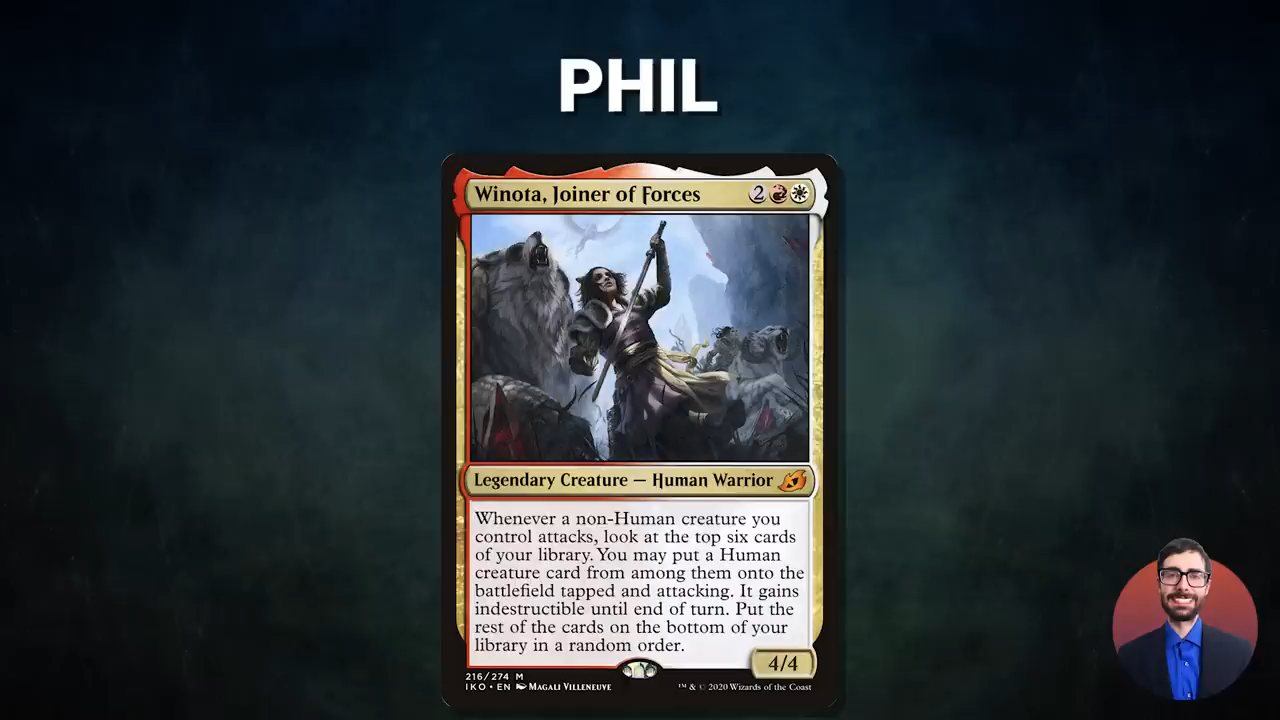 PHIL
Winota, Joiner of Forces 2
Legendary Creature — Human Warrior
Whenever a non-Human creature you
control attacks, look at the top six cards
of your library. You may put a Human
creature card from among them onto the
battlefield tapped and attacking. It gains
indestructible until end of turn. Put the
rest of the cards on the bottom of your
library in a random order.
4/4
216/274 M
IKO • EN Magali Villeneuve
™ & © 2020 Wizards of the Coast